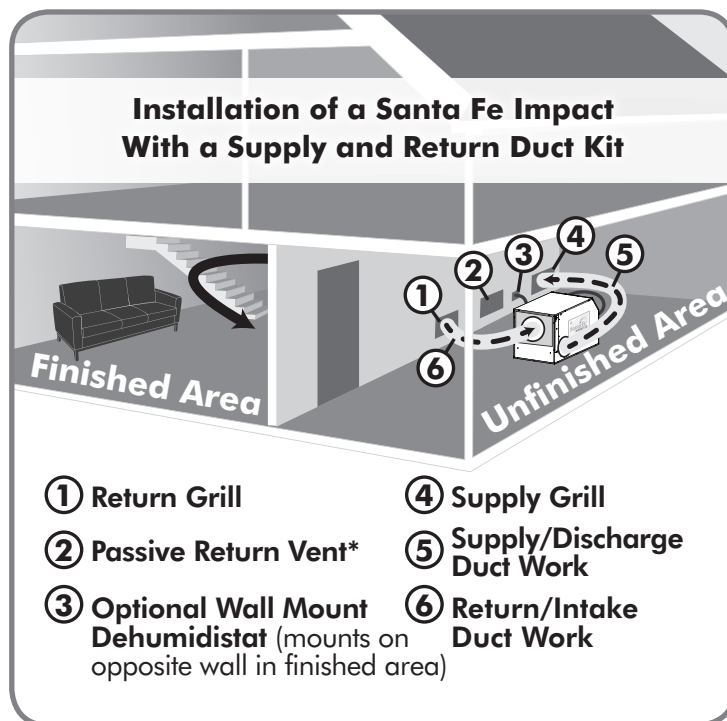 Installation of a Santa Fe Impact
With a Supply and Return Duct Kit
4
3
5
2
1
6
Finished Area
Unfinished Area
1 Return Grill
2 Passive Return Vent*
3 Optional Wall Mount
Dehumidistat (mounts on
opposite wall in finished area)
4 Supply Grill
5 Supply/Discharge
Duct Work
6 Return/Intake
Duct Work